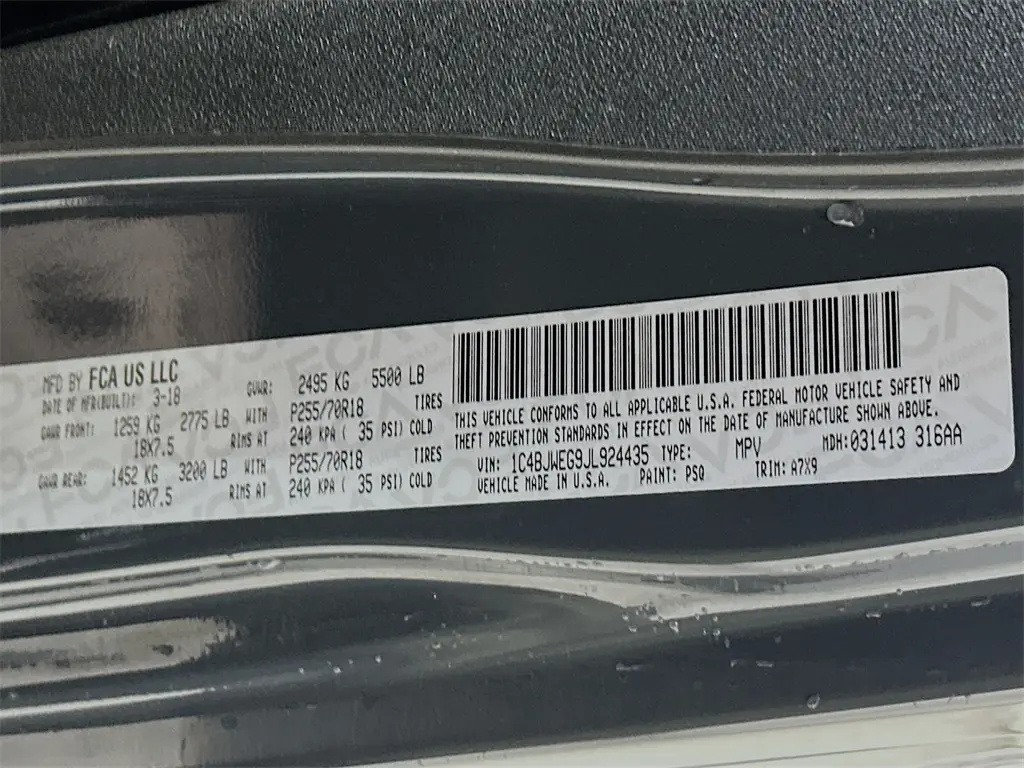 MFD BY FCA US LLC
DATE OF MFR(BUILT): 3-18 GVWR: 2495 KG 5500 LB
GAWR FRONT: 1259 KG 2775 LB WITH P255/70R18 TIRES
18X7.5 RIMS AT 240 KPA ( 35 PSI) COLD
GAWR REAR: 1452 KG 3200 LB WITH P255/70R18 TIRES
18X7.5 RIMS AT 240 KPA ( 35 PSI) COLD
THIS VEHICLE CONFORMS TO ALL APPLICABLE U.S.A. FEDERAL MOTOR VEHICLE SAFETY AND
THEFT PREVENTION STANDARDS IN EFFECT ON THE DATE OF MANUFACTURE SHOWN ABOVE.
VIN: 1C4BJWEG9JL924435 TYPE: MPV MDH:031413 316AA
VEHICLE MADE IN U.S.A. PAINT: PSQ TRIM: A7X9